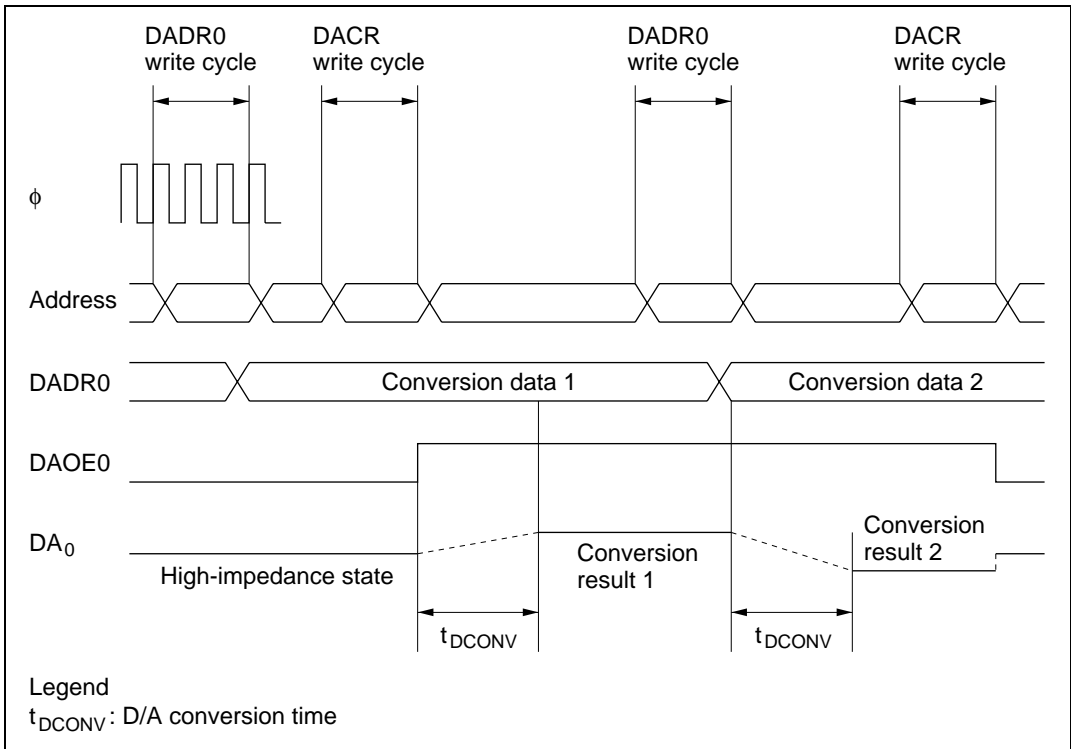 DADR0
write cycle
DACR
write cycle
DADR0
write cycle
DACR
write cycle
ϕ
Address
DADR0
Conversion data 1
Conversion data 2
DAOE0
DA0
High-impedance state
Conversion
result 1
Conversion
result 2
tDCONV
tDCONV
Legend
tDCONV : D/A conversion time